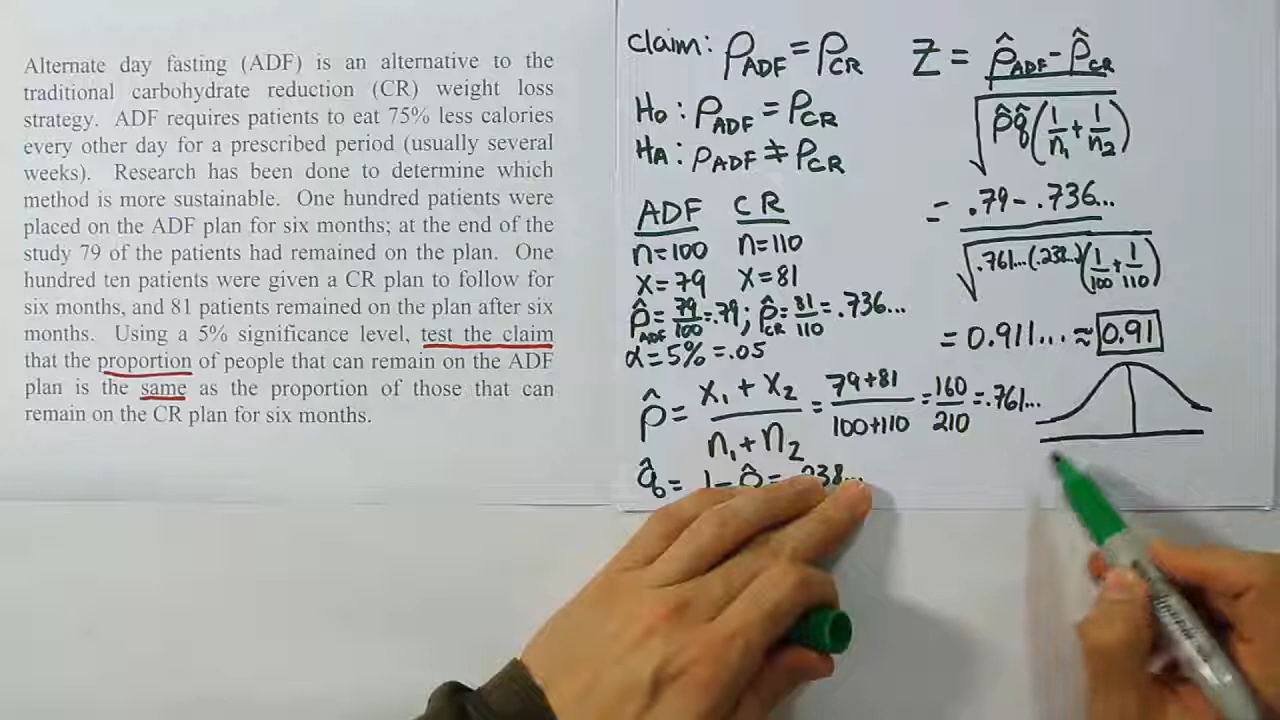 Alternate day fasting (ADF) is an alternative to the
traditional carbohydrate reduction (CR) weight loss
strategy. ADF requires patients to eat 75% less calories
every other day for a prescribed period (usually several
weeks). Research has been done to determine which
method is more sustainable. One hundred patients were
placed on the ADF plan for six months; at the end of the
study 79 of the patients had remained on the plan. One
hundred ten patients were given a CR plan to follow for
six months, and 81 patients remained on the plan after six
months. Using a 5% significance level, test the claim
that the proportion of people that can remain on the ADF
plan is the same as the proportion of those that can
remain on the CR plan for six months.
Claim: p_ADF = p_CR
H₀: p_ADF = p_CR
H_A: p_ADF ≠ p_CR
ADF CR
n=100 n=110
x=79 x=81
p̂_ADF = 79/100 = .79; p̂_CR = 81/110 = .736...
α = 5% = .05
p̂ = (x₁ + x₂)/(n₁ + n₂) = (79+81)/(100+110) = 160/210 = .761...
q̂ = 1 - p̂ = .238...
Z = (p̂_ADF - p̂_CR)/√(p̂q̂(1/n₁ + 1/n₂))
= (.79 - .736...)/√(.761...(.238...)(1/100 + 1/110))
= 0.911... ≈ 0.91